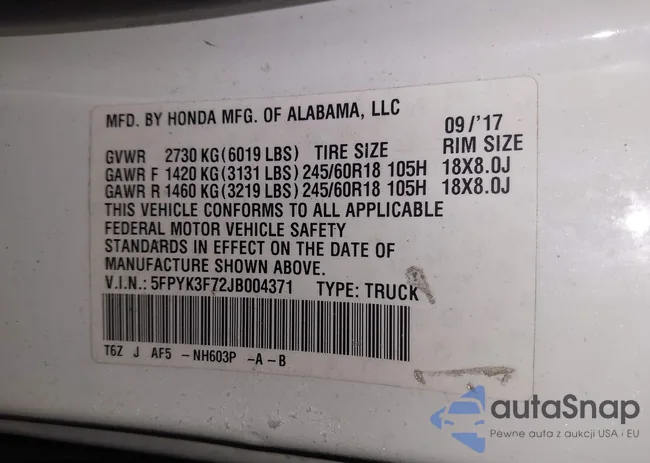 MFD. BY HONDA MFG. OF ALABAMA, LLC 09/'17
GVWR 2730 KG (6019 LBS) TIRE SIZE RIM SIZE
GAWR F 1420 KG (3131 LBS) 245/60R18 105H 18X8.0J
GAWR R 1460 KG (3219 LBS) 245/60R18 105H 18X8.0J
THIS VEHICLE CONFORMS TO ALL APPLICABLE
FEDERAL MOTOR VEHICLE SAFETY
STANDARDS IN EFFECT ON THE DATE OF
MANUFACTURE SHOWN ABOVE.
V.I.N.: 5FPYK3F72JB004371 TYPE: TRUCK
T6Z J AF5 - NH603P -A-B
autaSnap
Pewne auta z aukcji USA i EU